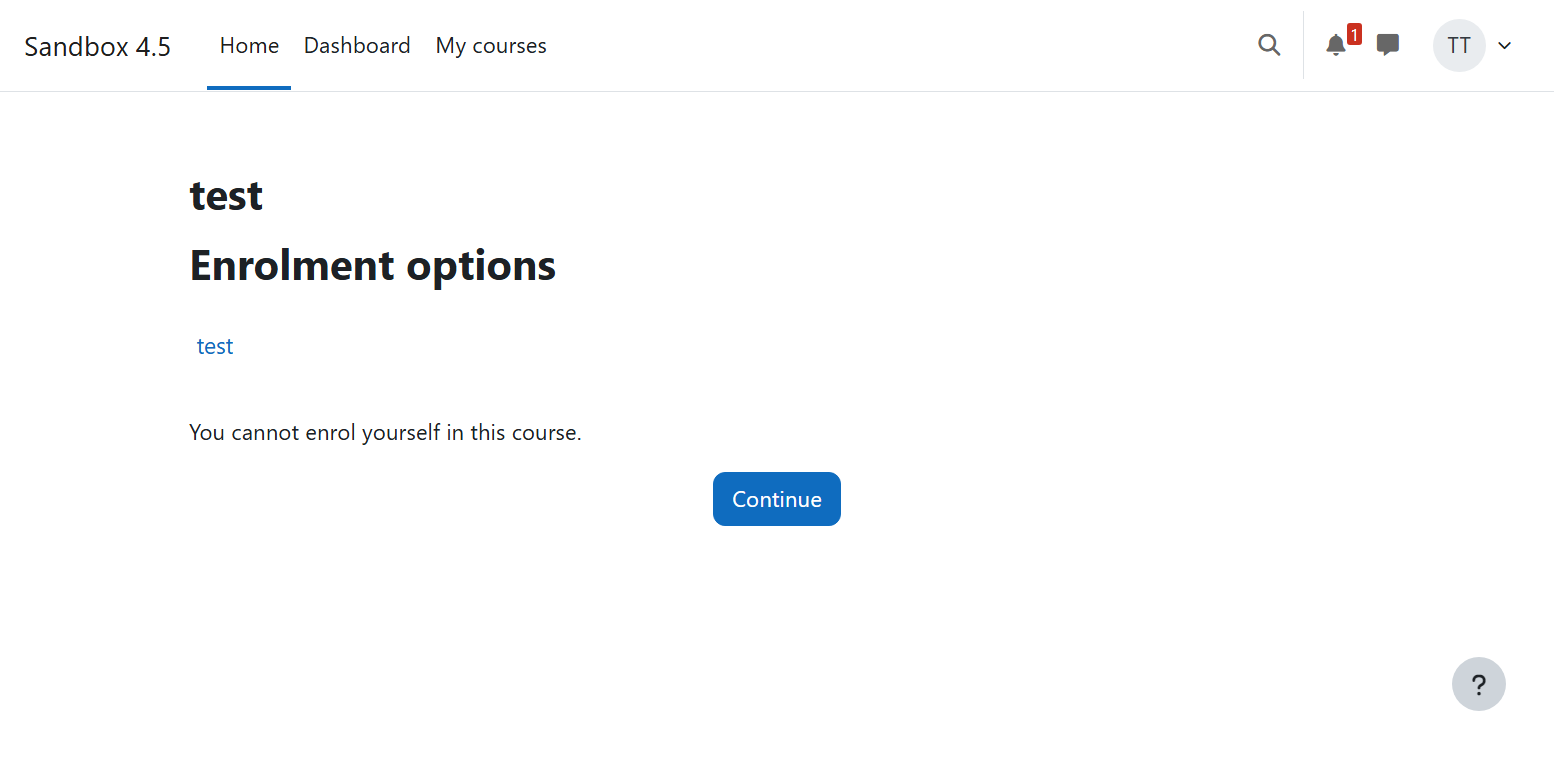 Sandbox 4.5 Home Dashboard My courses 1 TT
test
Enrolment options
test
You cannot enrol yourself in this course.
Continue
?